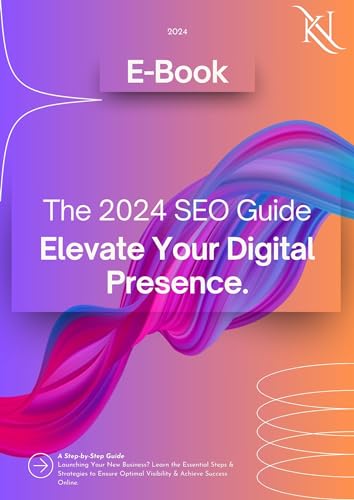 2024
KN
E-Book
The 2024 SEO Guide
Elevate Your Digital
Presence.
A Step-by-Step Guide
Launching Your New Business? Learn the Essential Steps &
Strategies to Ensure Optimal Visibility & Achieve Success
Online.